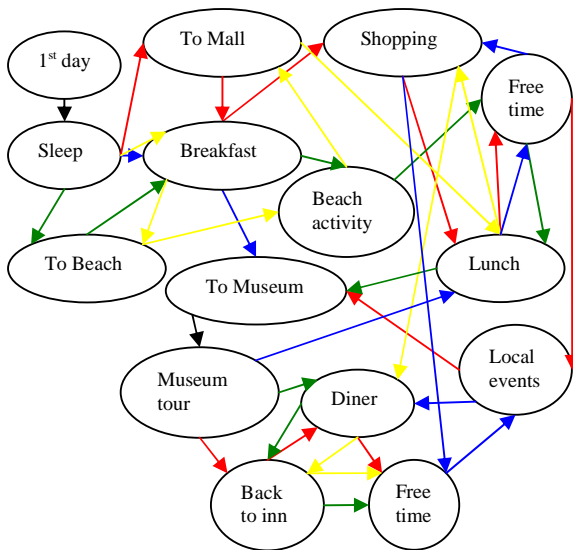 To Mall
Shopping
1st day
Free
time
Sleep
Breakfast
Beach
activity
To Beach
To Museum
Lunch
Local
events
Museum
tour
Diner
Back
to inn
Free
time